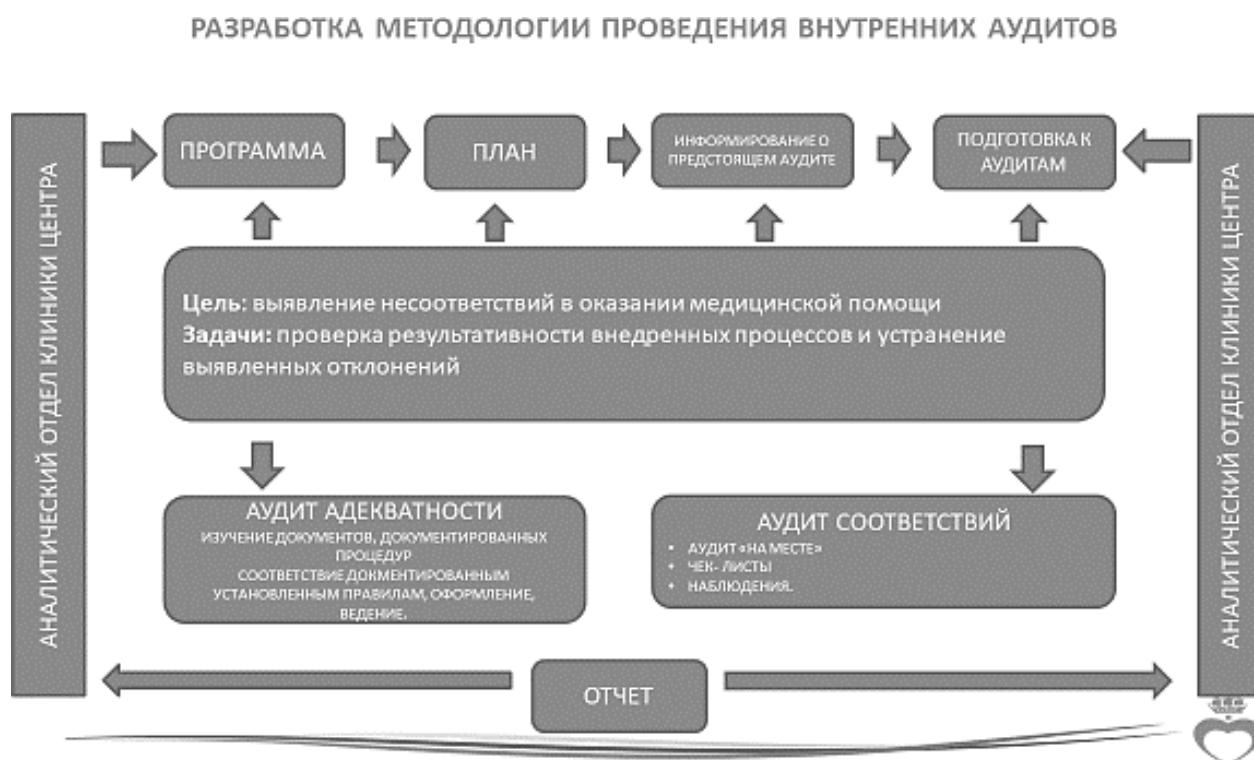 РАЗРАБОТКА МЕТОДОЛОГИИ ПРОВЕДЕНИЯ ВНУТРЕННИХ АУДИТОВ
АНАЛИТИЧЕСКИЙ ОТДЕЛ КЛИНИКИ ЦЕНТРА
ПРОГРАММА
ПЛАН
ИНФОРМИРОВАНИЕ О
ПРЕДСТОЯЩЕМ АУДИТЕ
ПОДГОТОВКА К
АУДИТАМ
Цель: выявление несоответствий в оказании медицинской помощи
Задачи: проверка результативности внедренных процессов и устранение
выявленных отклонений
АУДИТ АДЕКВАТНОСТИ
ИЗУЧЕНИЕ ДОКУМЕНТОВ, ДОКУМЕНТИРОВАННЫХ
ПРОЦЕДУР
СООТВЕТСТВИЕ ДОКМЕНТИРОВАННЫМ
УСТАНОВЛЕННЫМ ПРАВИЛАМ, ОФОРМЛЕНИЕ,
ВЕДЕНИЕ.
АУДИТ СООТВЕТСТВИЙ
• АУДИТ «НА МЕСТЕ»
• ЧЕК- ЛИСТЫ
• НАБЛЮДЕНИЯ.
ОТЧЕТ
АНАЛИТИЧЕСКИЙ ОТДЕЛ КЛИНИКИ ЦЕНТРА